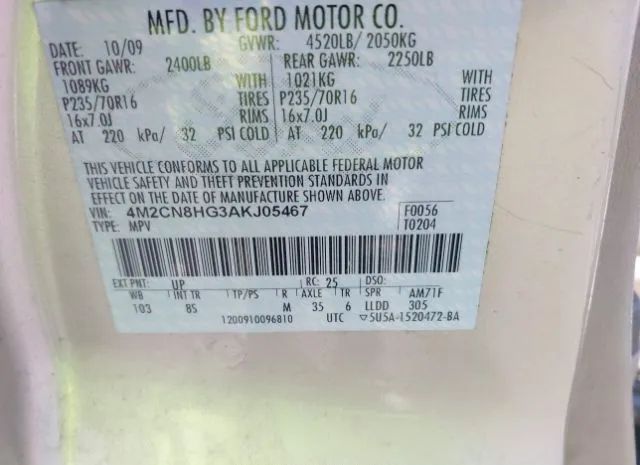 MFD. BY FORD MOTOR CO.
DATE: 10/09 GVWR: 4520LB/ 2050KG
FRONT GAWR: 2400LB REAR GAWR: 2250LB
1089KG WITH 1021KG WITH
P235/70R16 TIRES P235/70R16 TIRES
16x7.0J RIMS 16x7.0J RIMS
AT 220 kPa/ 32 PSI COLD AT 220 kPa/ 32 PSI COLD
THIS VEHICLE CONFORMS TO ALL APPLICABLE FEDERAL MOTOR
VEHICLE SAFETY AND THEFT PREVENTION STANDARDS IN
EFFECT ON THE DATE OF MANUFACTURE SHOWN ABOVE.
VIN: 4M2CN8HG3AKJ05467 F0056
TYPE: MPV T0204
EXT PNT: UP RC: 25 DSO:
WB INT TR TP/PS R AXLE TR SPR AM71F
103 8S M 35 6 LLDD 305
1200910096810 UTC ▽5U5A-1520472-BA